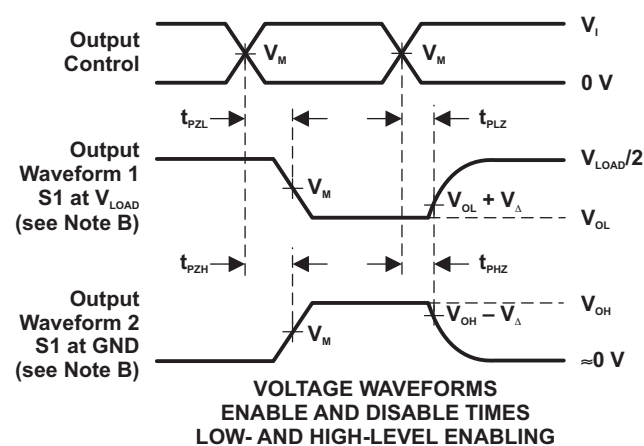 Output
Control
V_M
V_M
V_I
0 V
t_PZL
t_PLZ
Output
Waveform 1
S1 at V_LOAD
(see Note B)
V_M
V_OL + V_Δ
V_LOAD/2
V_OL
t_PZH
t_PHZ
Output
Waveform 2
S1 at GND
(see Note B)
V_M
V_OH – V_Δ
V_OH
≈0 V
VOLTAGE WAVEFORMS
ENABLE AND DISABLE TIMES
LOW- AND HIGH-LEVEL ENABLING